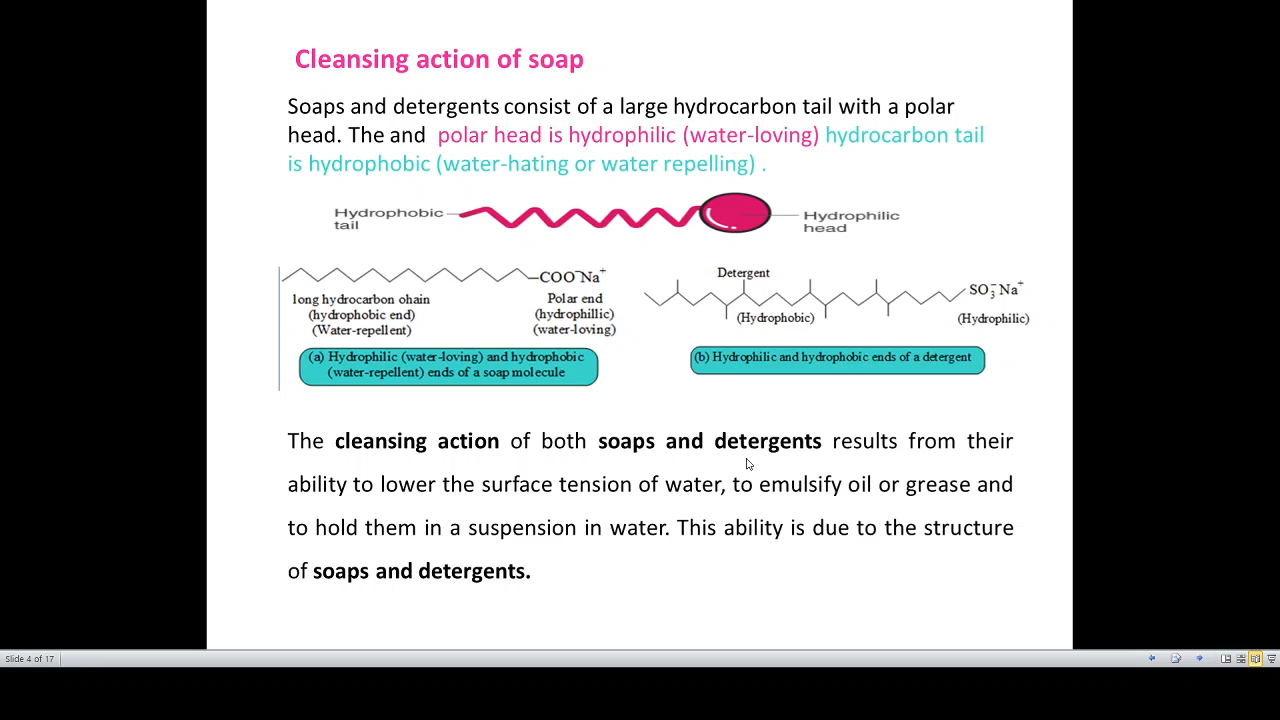 Cleansing action of soap
Soaps and detergents consist of a large hydrocarbon tail with a polar
head. The and polar head is hydrophilic (water-loving) hydrocarbon tail
is hydrophobic (water-hating or water repelling) .
Hydrophobic
tail
Hydrophilic
head
COO⁻Na⁺
long hydrocarbon ohain
(hydrophobic end)
(Water-repellent)
Polar end
(hydrophillic)
(water-loving)
(a) Hydrophilic (water-loving) and hydrophobic
(water-repellent) ends of a soap molecule
Detergent
SO₃⁻Na⁺
(Hydrophobic)
(Hydrophilic)
(b) Hydrophilic and hydrophobic ends of a detergent
The cleansing action of both soaps and detergents results from their
ability to lower the surface tension of water, to emulsify oil or grease and
to hold them in a suspension in water. This ability is due to the structure
of soaps and detergents.
Slide 4 of 17